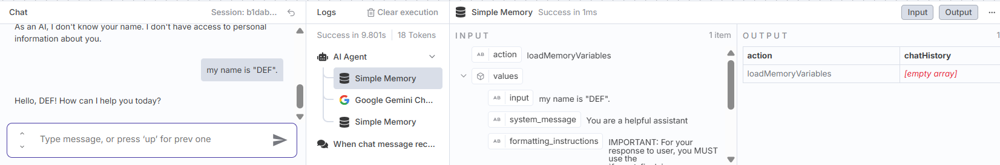 Chat
Session: b1dab...
As an AI, I don't know your name. I don't have access to personal
information about you.
my name is "DEF".
Hello, DEF! How can I help you today?
Type message, or press ‘up’ for prev one
Logs
Clear execution
Success in 9.801s
18 Tokens
AI Agent
Simple Memory
Google Gemini Ch...
Simple Memory
When chat message rec...
Simple Memory
Success in 1ms
Input
Output
INPUT
1 item
AB action
loadMemoryVariables
values
AB input
my name is "DEF".
AB system_message
You are a helpful assistant
AB formatting_instructions
IMPORTANT: For your
response to user, you MUST
use the
OUTPUT
1
action
chatHistory
loadMemoryVariables
[empty array]